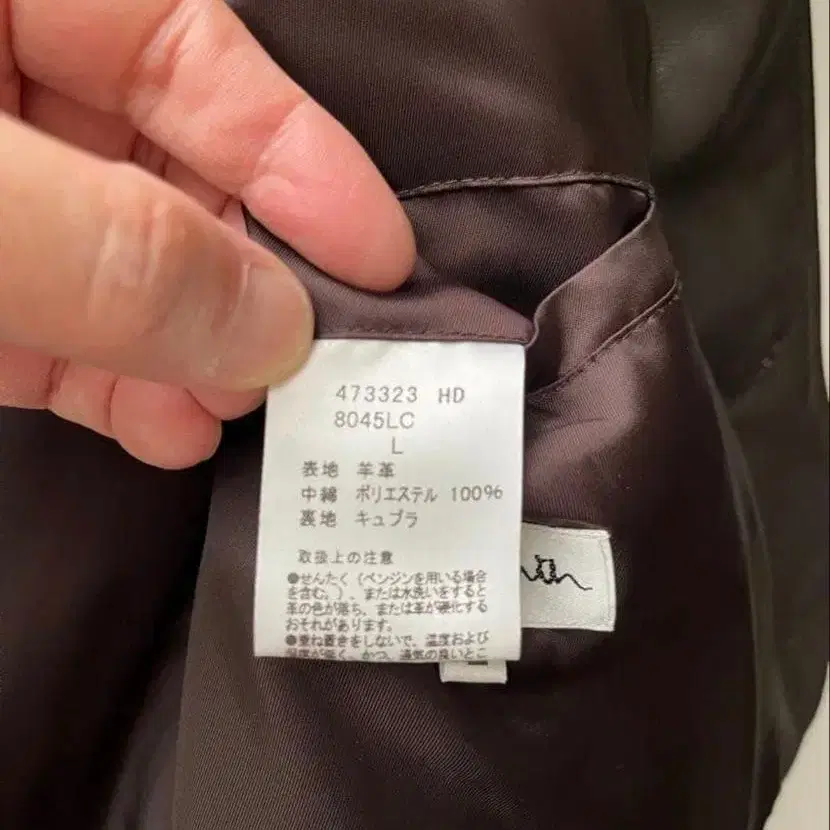 473323 HD
8045LC
L
表地 羊革
中綿 ポリエステル 100%
裏地 キュプラ
取扱上の注意
●せんたく（ベンジンを用いる場合
を含む。）、または水洗いをすると
革の色が落ち、または革が硬化する
おそれがあります。
●重ね置きをしないで、温度および
湿度が低く、かつ、通気の良いとこ